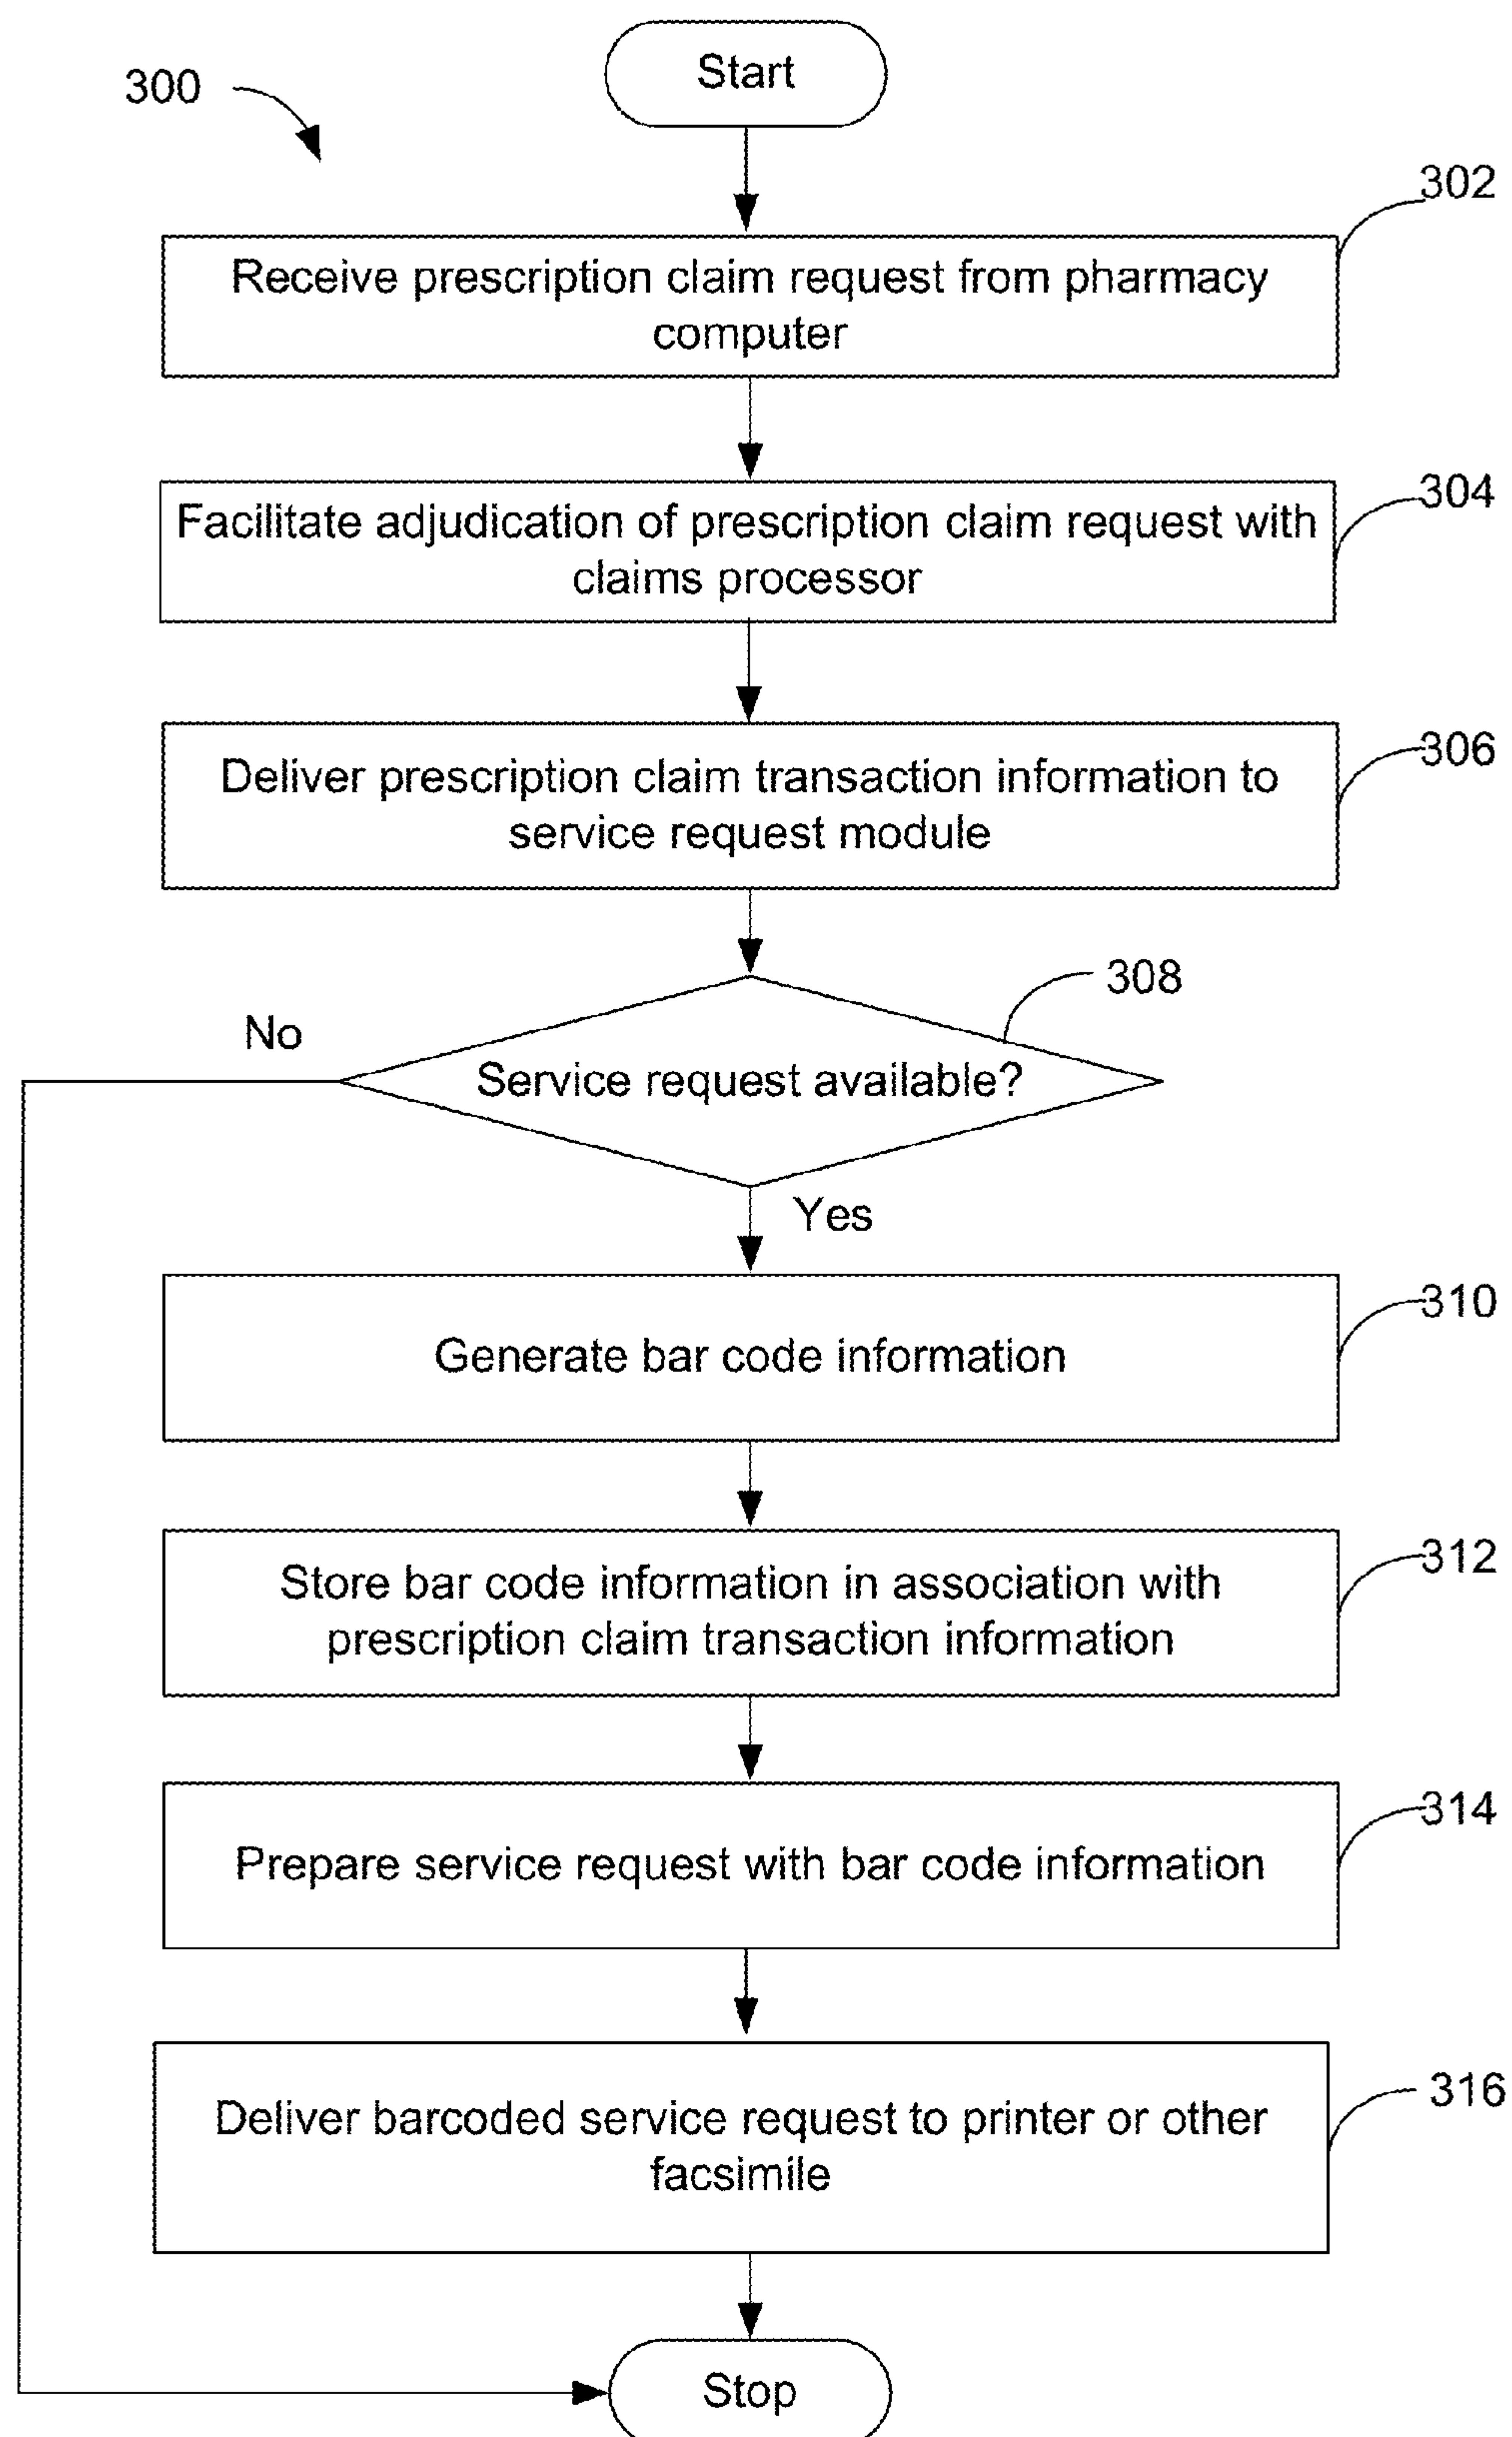 Start
300
302
Receive prescription claim request from pharmacy
computer
304
Facilitate adjudication of prescription claim request with
claims processor
306
Deliver prescription claim transaction information to
service request module
308
No
Service request available?
Yes
310
Generate bar code information
312
Store bar code information in association with
prescription claim transaction information
314
Prepare service request with bar code information
316
Deliver barcoded service request to printer or other
facsimile
Stop